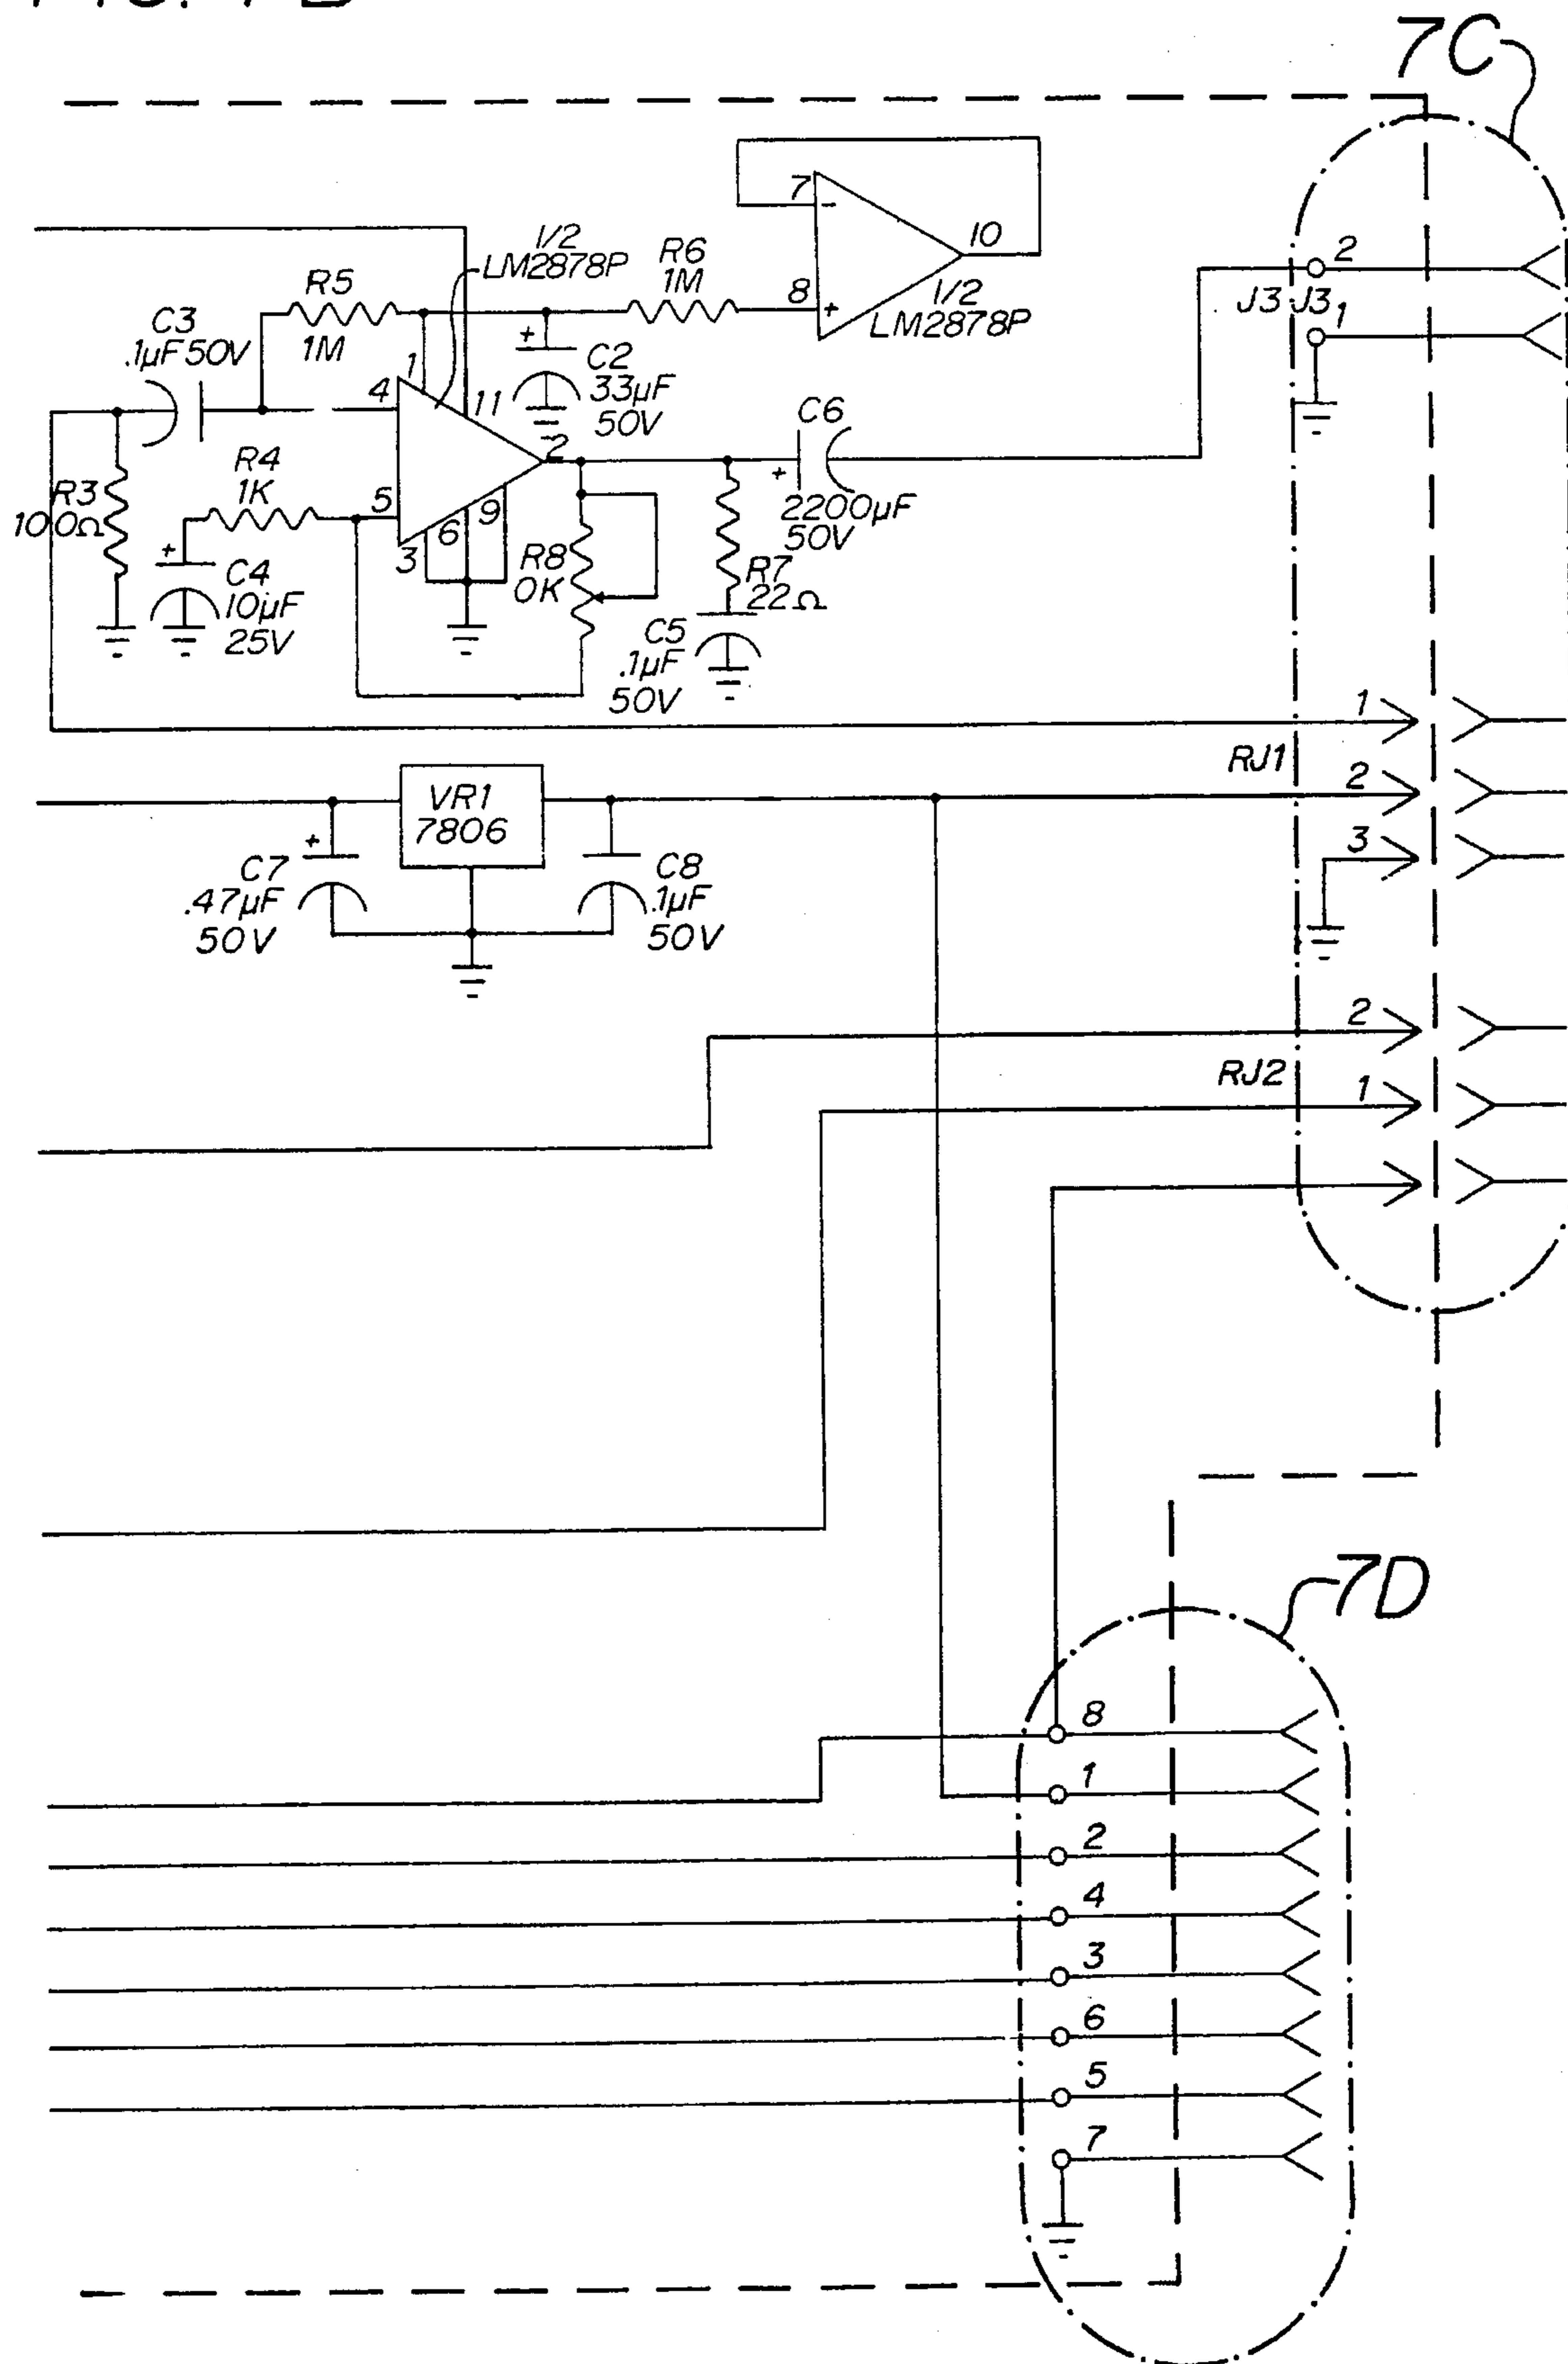 7C
7
10
1/2
LM2878P
R6
1M
8
1/2
LM2878P
2
J3 J3
1
R5
1M
C3
.1µF 50V
1
4
11
C2
33µF
50V
C6
2
R4
1K
R3
100Ω
5
2200µF
50V
6
9
3
R8
0K
R7
22Ω
C4
10µF
25V
C5
.1µF
50V
1
RJ1
2
3
VR1
7806
C7
.47µF
50V
C8
.1µF
50V
2
RJ2
1
7D
8
1
2
4
3
6
5
7